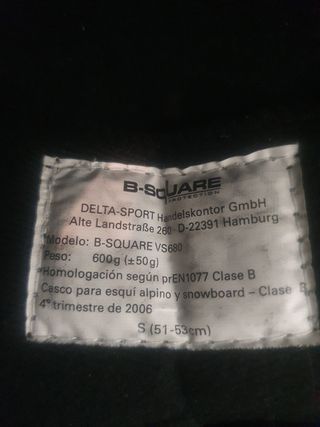 B-SQUARE
PROTECTION
DELTA-SPORT Handelskontor GmbH
Alte Landstraße 260 D-22391 Hamburg
Modelo: B-SQUARE VS680
Peso: 600g (±50g)
Homologación según prEN1077 Clase B
Casco para esquí alpino y snowboard – Clase B
4º trimestre de 2006
S (51-53cm)